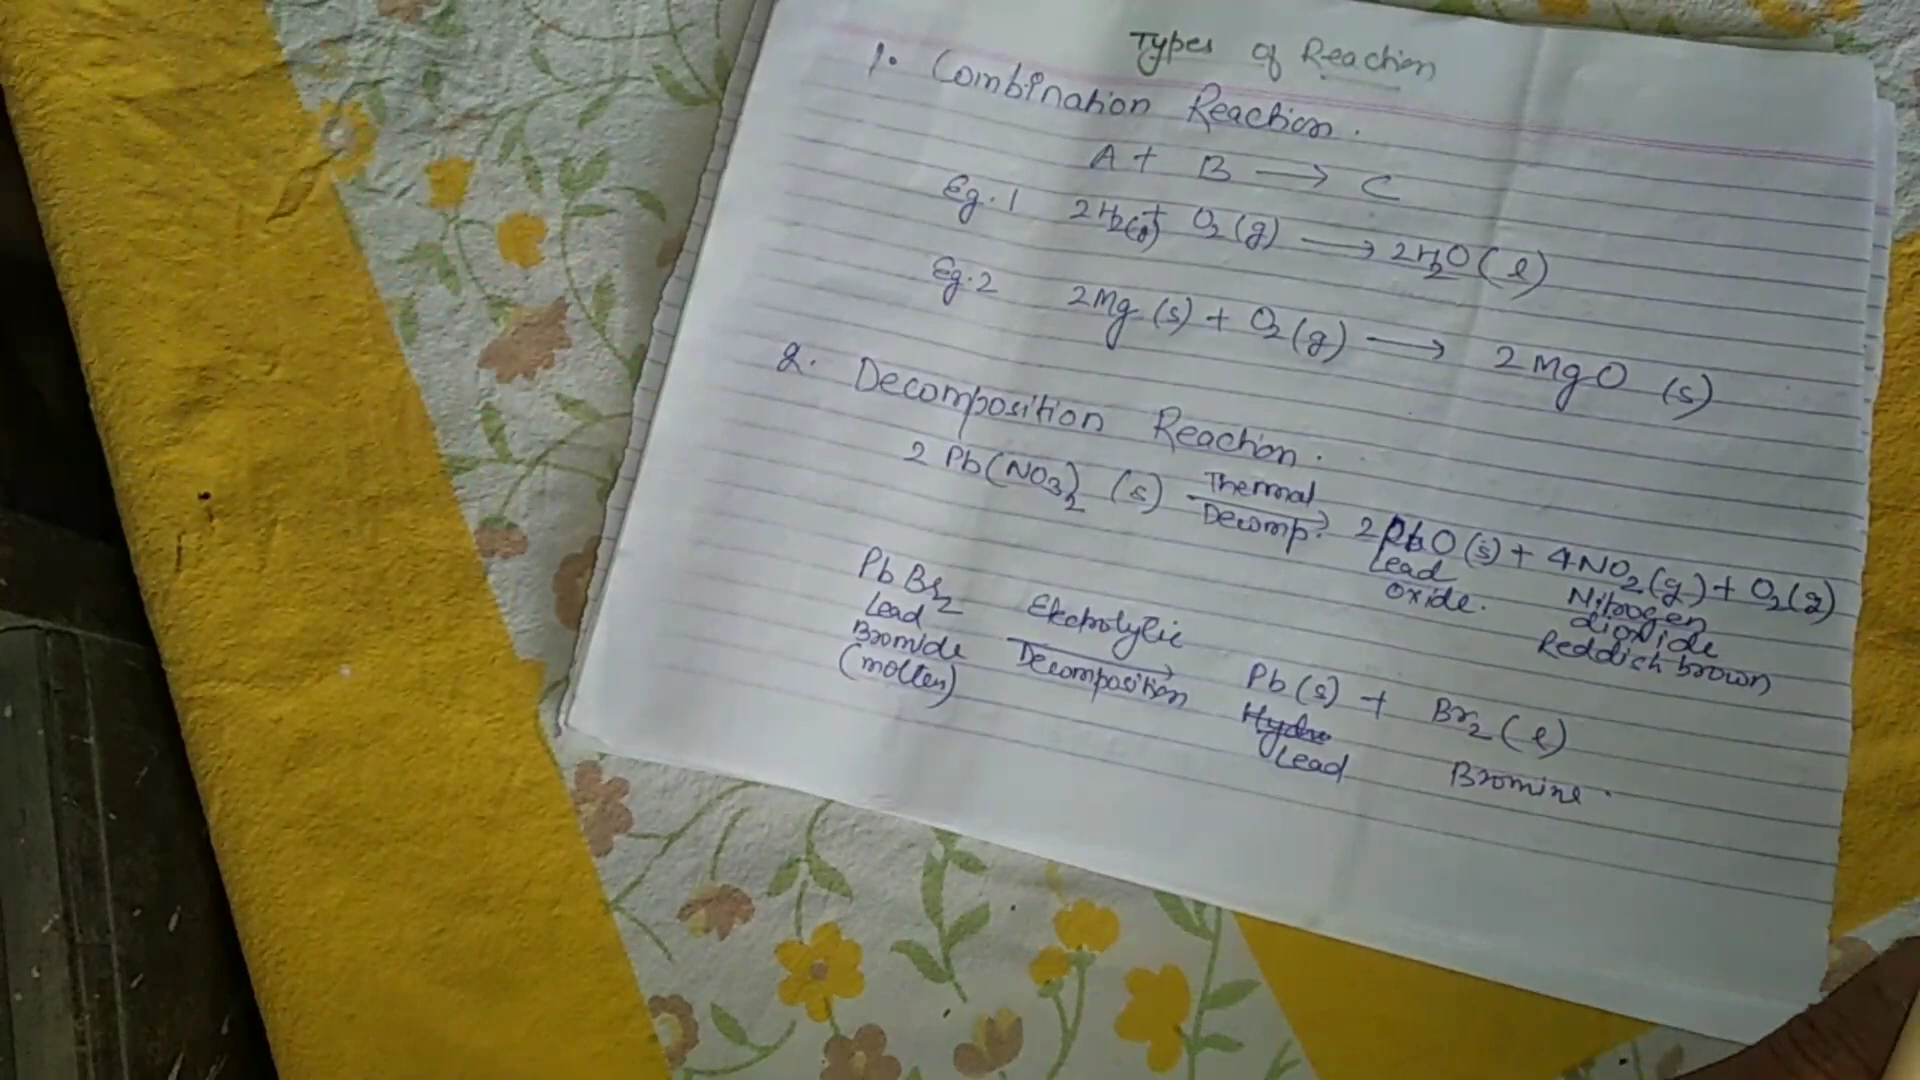 Types of Reaction
1. Combination Reaction.
A + B ⟶ C
Eg. 1 2H2(g) + O2(g) ⟶ 2H2O(l)
Eg. 2 2Mg(s) + O2(g) ⟶ 2MgO (s)
2. Decomposition Reaction.
2 Pb(NO3)2 (s) Thermal Decomp. ⟶ 2PbO(s) + 4NO2(g) + O2(g)
Lead oxide. Nitrogen dioxide Reddich brown
PbBr2 Electrolytic Decomposition ⟶ Pb(s) + Br2(l)
Lead Bromide (molten) Lead Bromine.